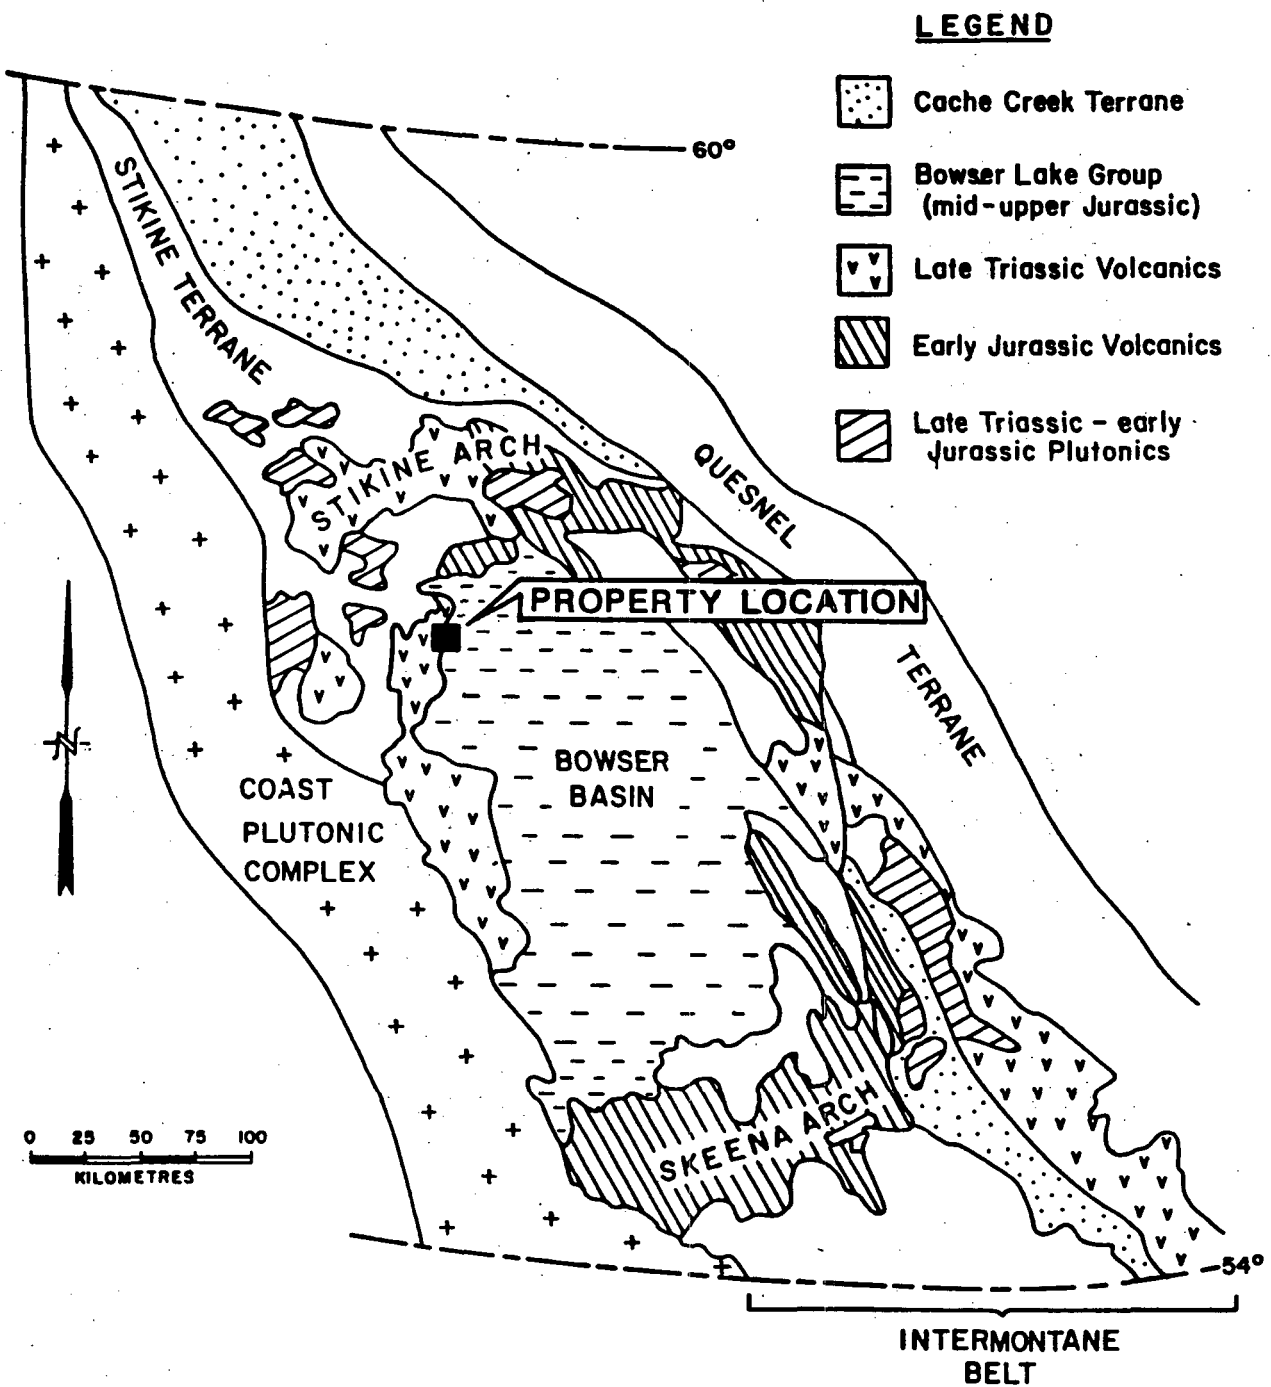 LEGEND
Cache Creek Terrane
Bowser Lake Group
(mid-upper Jurassic)
Late Triassic Volcanics
Early Jurassic Volcanics
Late Triassic - early
Jurassic Plutonics
60°
STIKINE TERRANE
STIKINE ARCH
QUESNEL
TERRANE
PROPERTY LOCATION
N
BOWSER
BASIN
COAST
PLUTONIC
COMPLEX
SKEENA ARCH
0 25 50 75 100
KILOMETRES
54°
INTERMONTANE
BELT